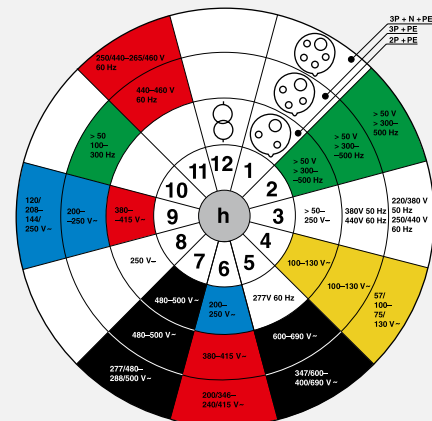 3P + N + PE
3P + PE
2P + PE
250/440–265/460 V
60 Hz
440–460 V
60 Hz
> 50
100–
300 Hz
> 50 V
> 300–
–500 Hz
> 50 V
> 300–
–500 Hz
> 50 V
> 300–
500 Hz
12
1
2
3
4
5
6
7
8
9
10
11
h
120/
208–
144/
250 V~
200–
–250 V~
380–
–415 V~
> 50–
250 V~
380V 50 Hz
440V 60 Hz
220/380 V
50 Hz
250/440 V
60 Hz
250 V~
100–130 V~
100–130 V~
57/
100–
75/
130 V~
480–500 V~
200–
250 V~
277V 60 Hz
480–500 V~
380–415 V~
600–690 V~
277/480–
288/500 V~
200/346–
240/415 V~
347/600–
400/690 V~